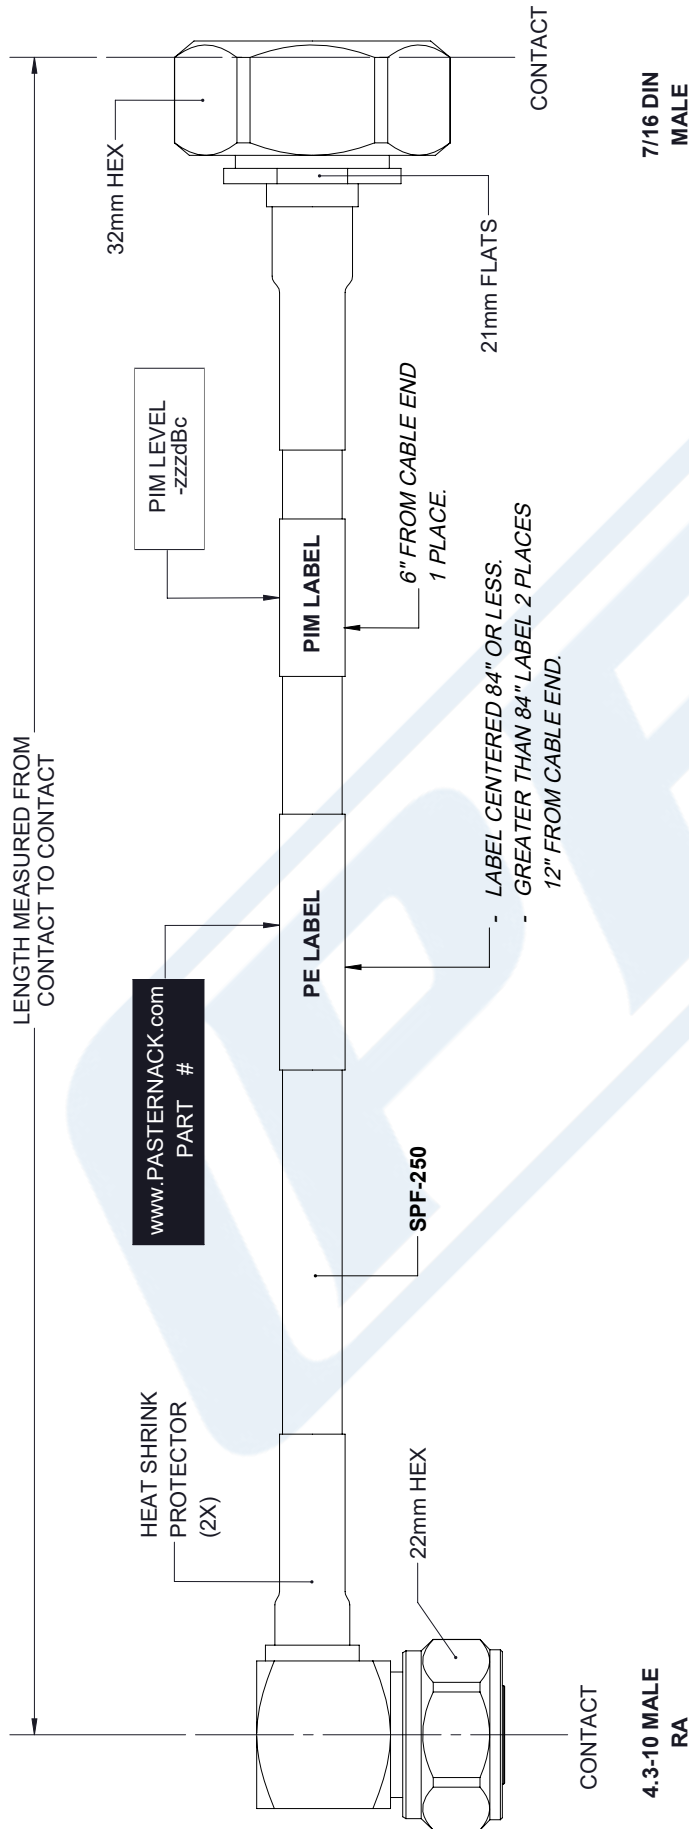 LENGTH MEASURED FROM
CONTACT TO CONTACT
HEAT SHRINK
PROTECTOR
(2X)
www.PASTERNACK.com
PART #
PIM LEVEL
-zzzdBc
32mm HEX
PE LABEL
PIM LABEL
22mm HEX
SPF-250
- LABEL CENTERED 84" OR LESS.
- GREATER THAN 84" LABEL 2 PLACES
12" FROM CABLE END.
6" FROM CABLE END
1 PLACE.
21mm FLATS
CONTACT
CONTACT
4.3-10 MALE
RA
7/16 DIN
MALE